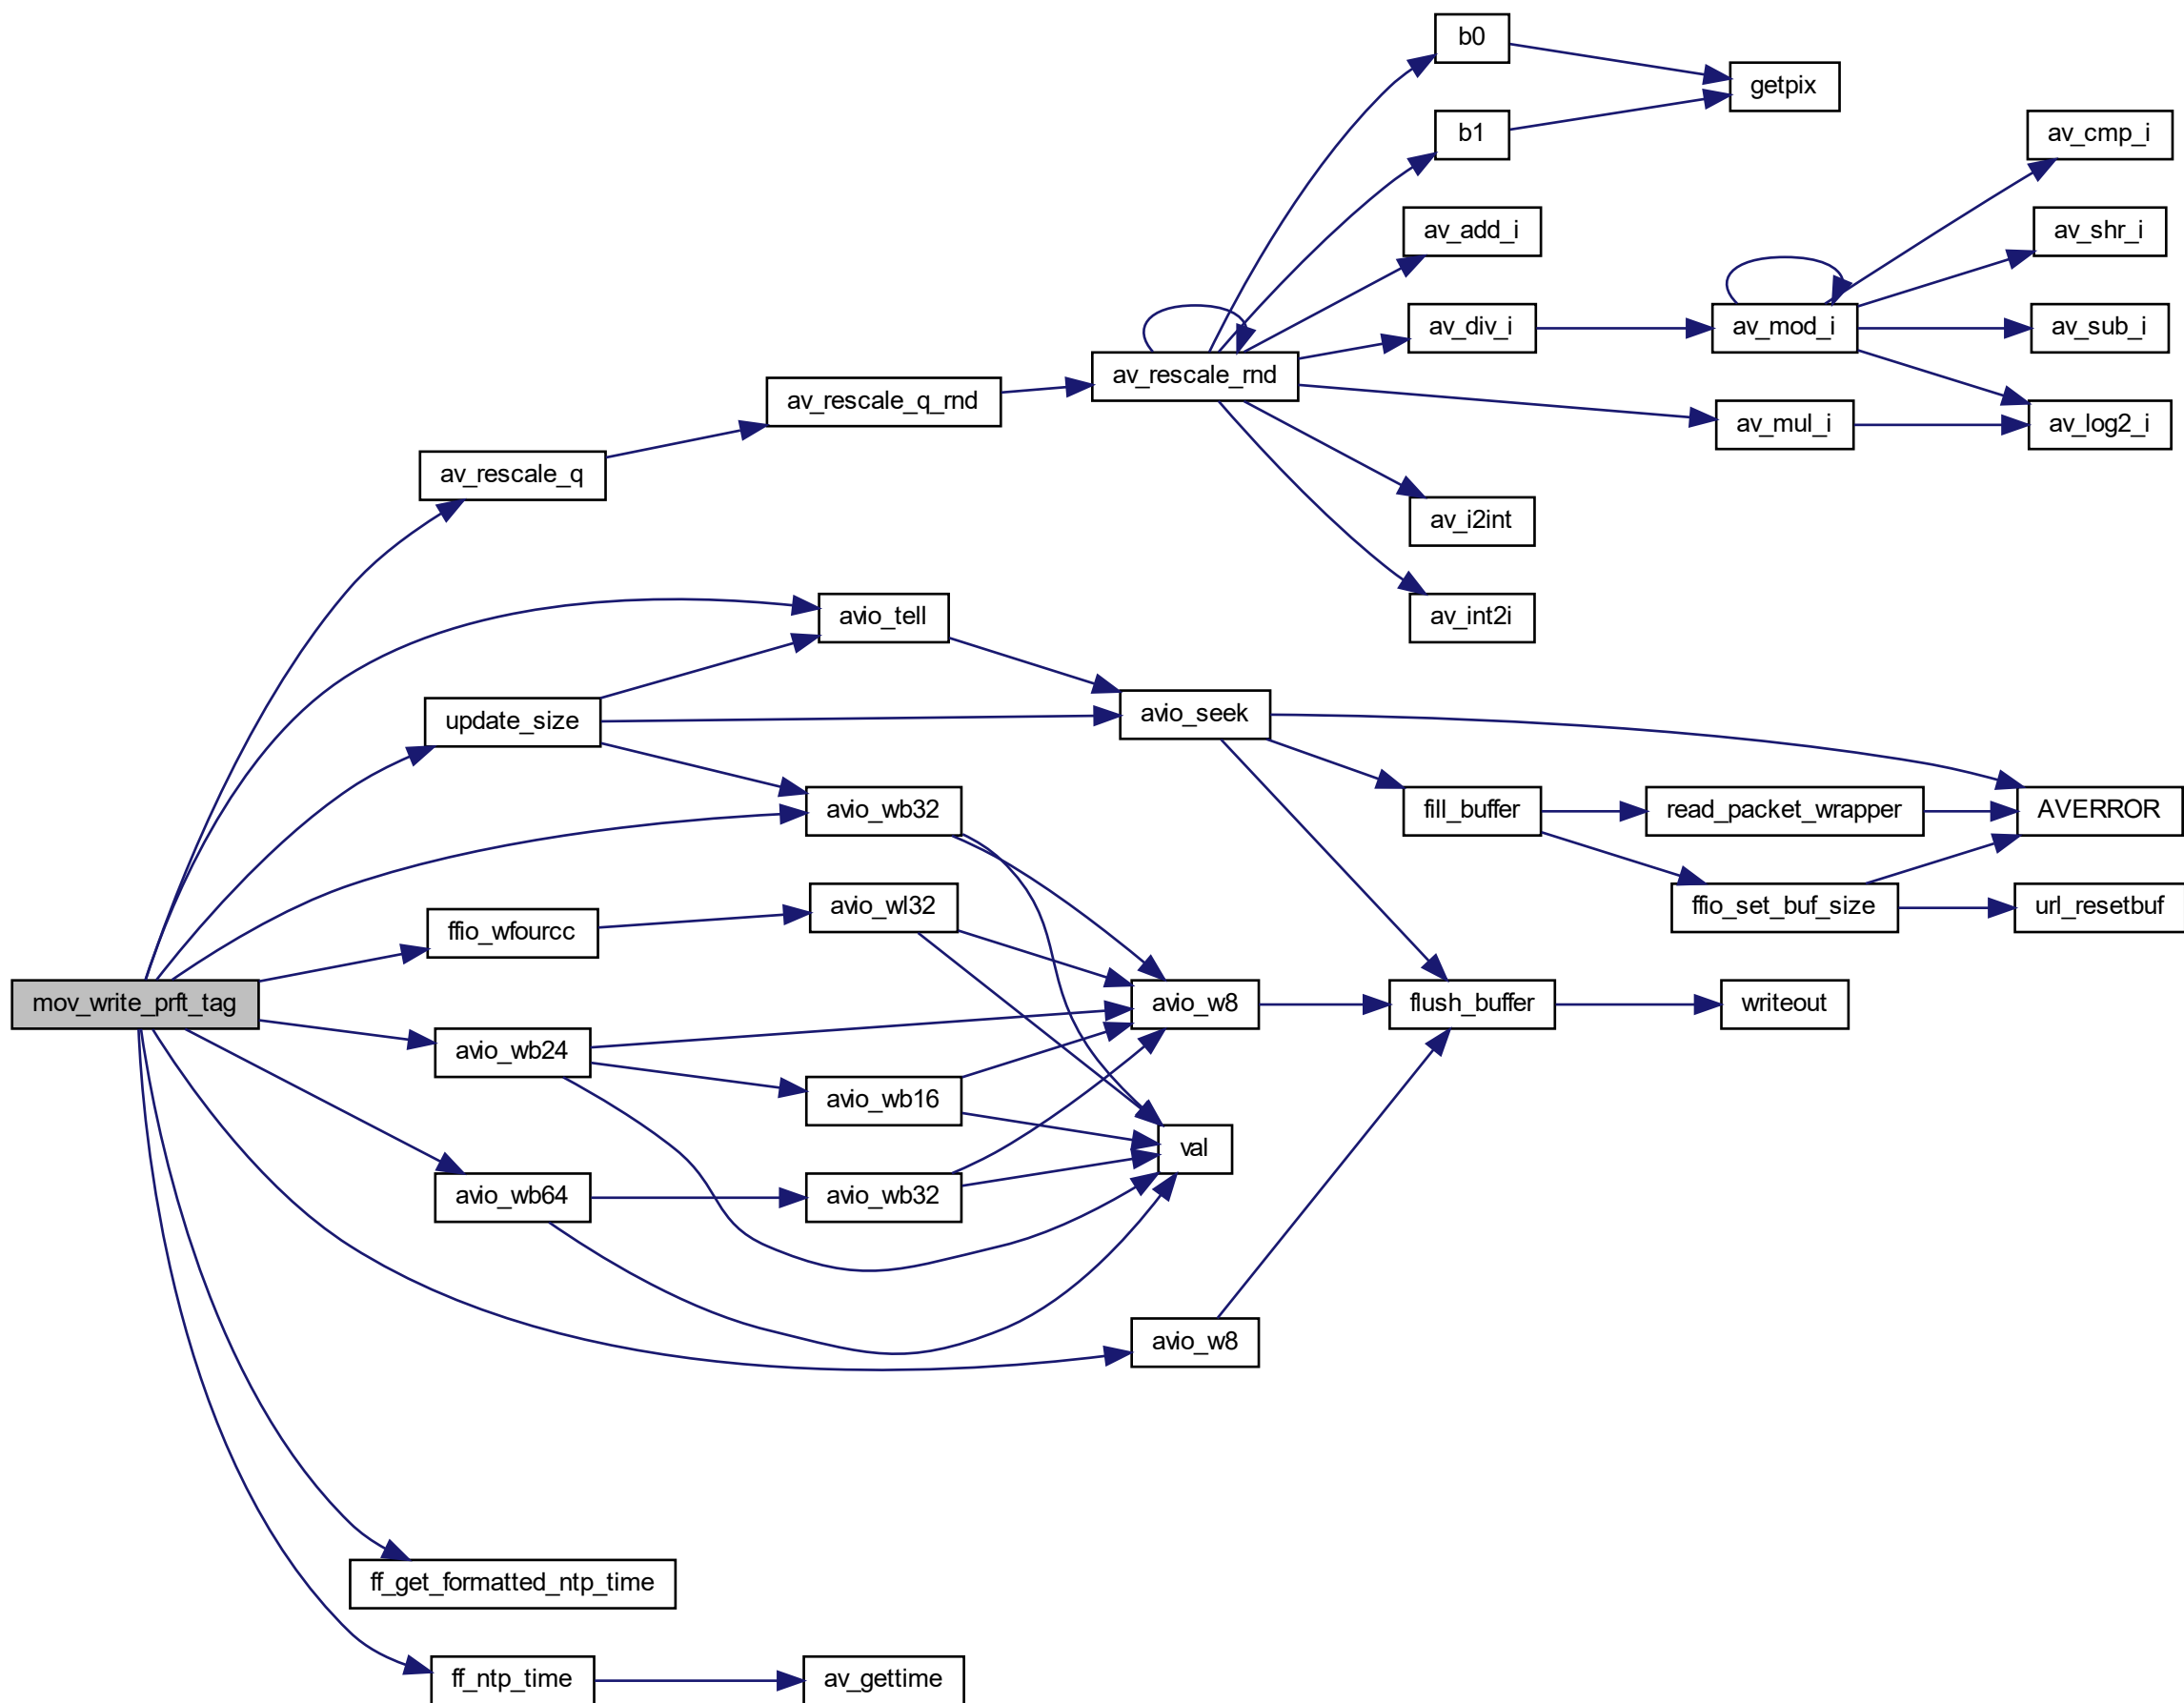 b0
getpix
b1
av_cmp_i
av_add_i
av_shr_i
av_div_i
av_mod_i
av_sub_i
av_rescale_rnd
av_rescale_q_rnd
av_mul_i
av_log2_i
av_rescale_q
av_i2int
av_int2i
avio_tell
update_size
avio_seek
avio_wb32
fill_buffer
read_packet_wrapper
AVERROR
ffio_wfourcc
avio_wl32
ffio_set_buf_size
url_resetbuf
mov_write_prft_tag
avio_w8
flush_buffer
writeout
avio_wb24
avio_wb16
val
avio_wb64
avio_wb32
avio_w8
ff_get_formatted_ntp_time
ff_ntp_time
av_gettime